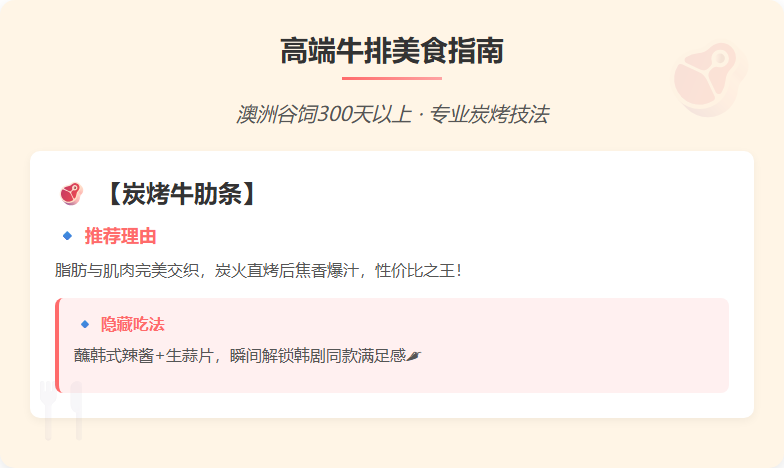 高端牛排美食指南
澳洲谷饲300天以上 · 专业炭烤技法
【炭烤牛肋条】
推荐理由
脂肪与肌肉完美交织，炭火直烤后焦香爆汁，性价比之王！
隐藏吃法
蘸韩式辣酱+生蒜片，瞬间解锁韩剧同款满足感🌶